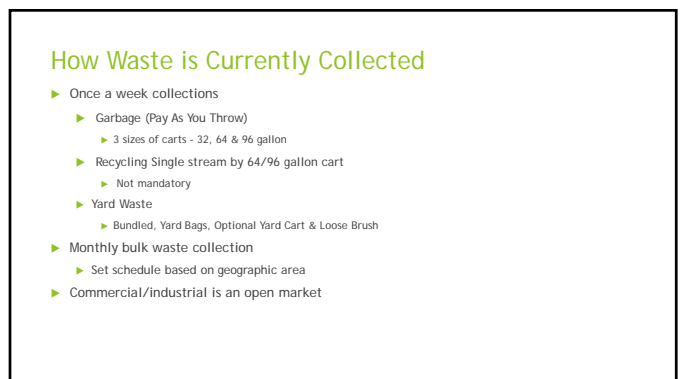 How Waste is Currently Collected
Once a week collections
Garbage (Pay As You Throw)
3 sizes of carts - 32, 64 & 96 gallon
Recycling Single stream by 64/96 gallon cart
Not mandatory
Yard Waste
Bundled, Yard Bags, Optional Yard Cart & Loose Brush
Monthly bulk waste collection
Set schedule based on geographic area
Commercial/industrial is an open market